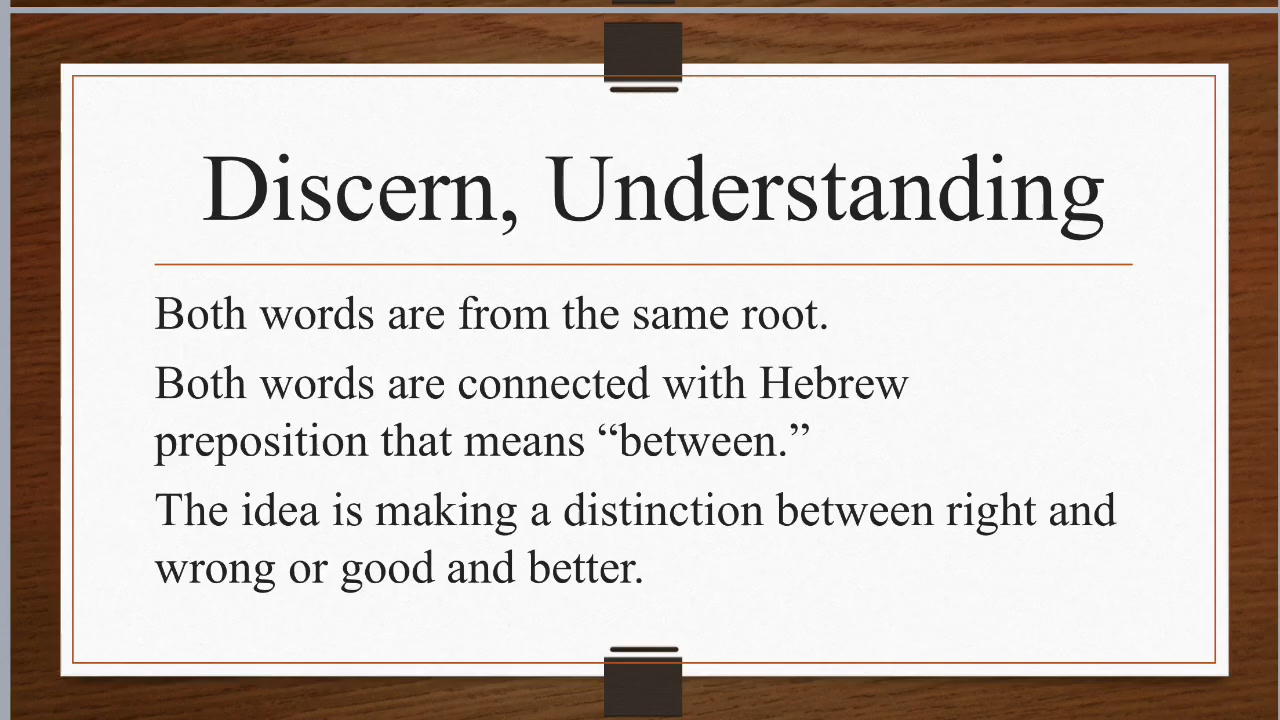 Discern, Understanding
Both words are from the same root.
Both words are connected with Hebrew
preposition that means “between.”
The idea is making a distinction between right and
wrong or good and better.